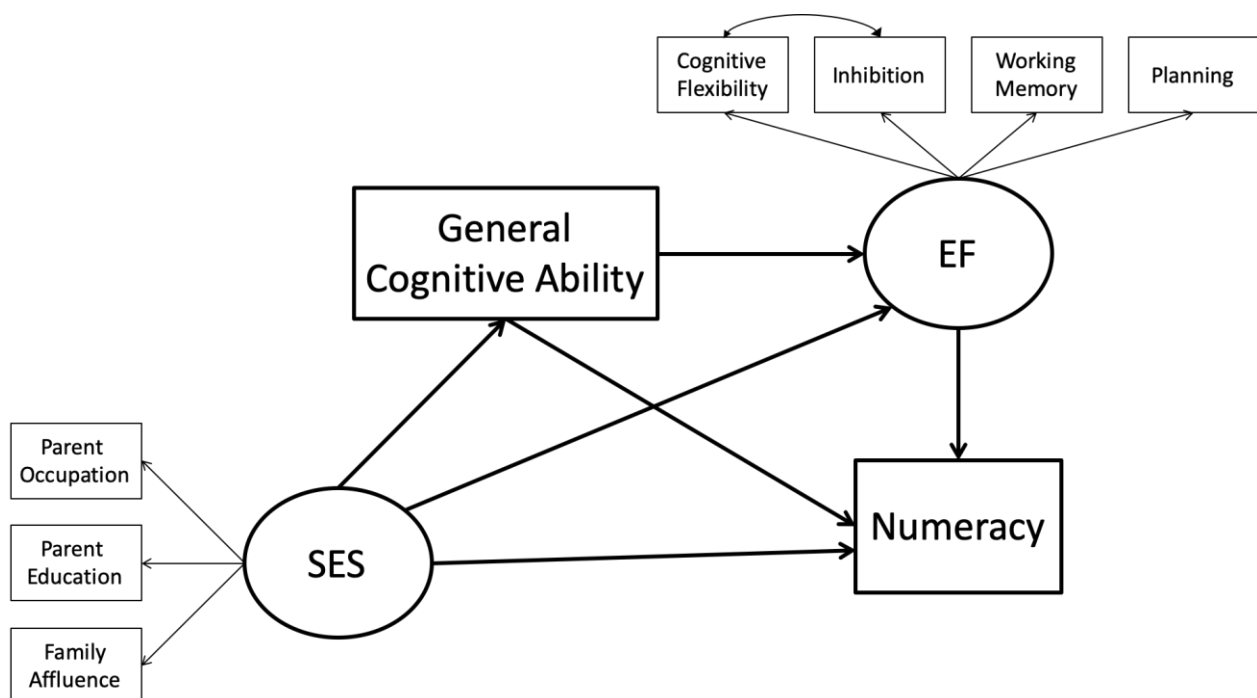 Cognitive
Flexibility
Inhibition
Working
Memory
Planning
General
Cognitive Ability
EF
Parent
Occupation
Parent
Education
Family
Affluence
SES
Numeracy